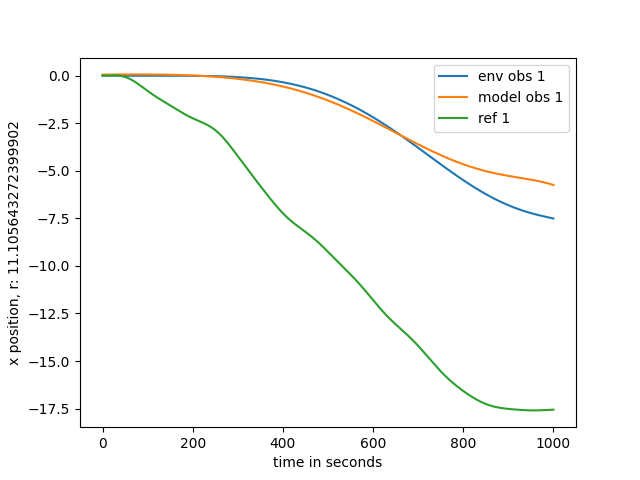 env obs 1
model obs 1
ref 1
0.0
−2.5
−5.0
−7.5
−10.0
−12.5
−15.0
−17.5
x position, r: 11.105643272399902
0 200 400 600 800 1000
time in seconds